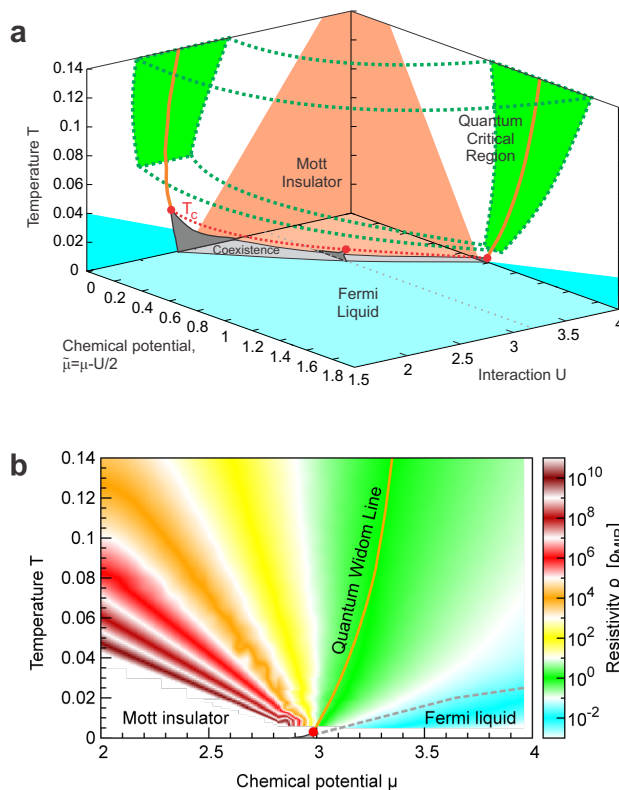 a
0.14
0.12
0.1
0.08
0.06
0.04
0.02
0
Temperature T
Quantum
Critical
Region
Mott
Insulator
Tc
Coexistence
Fermi
Liquid
0
0.2
0.4
0.6
0.8
1
1.2
1.4
1.6
1.8
Chemical potential,
μ̃=μ-U/2
1.5
2
2.5
3
3.5
4
Interaction U
b
0.14
0.12
0.1
0.08
0.06
0.04
0.02
0
Temperature T
Quantum Widom Line
Mott insulator
Fermi liquid
2
2.5
3
3.5
4
Chemical potential μ
10^10
10^8
10^6
10^4
10^2
10^0
10^-2
Resistivity ρ [ρMIR]